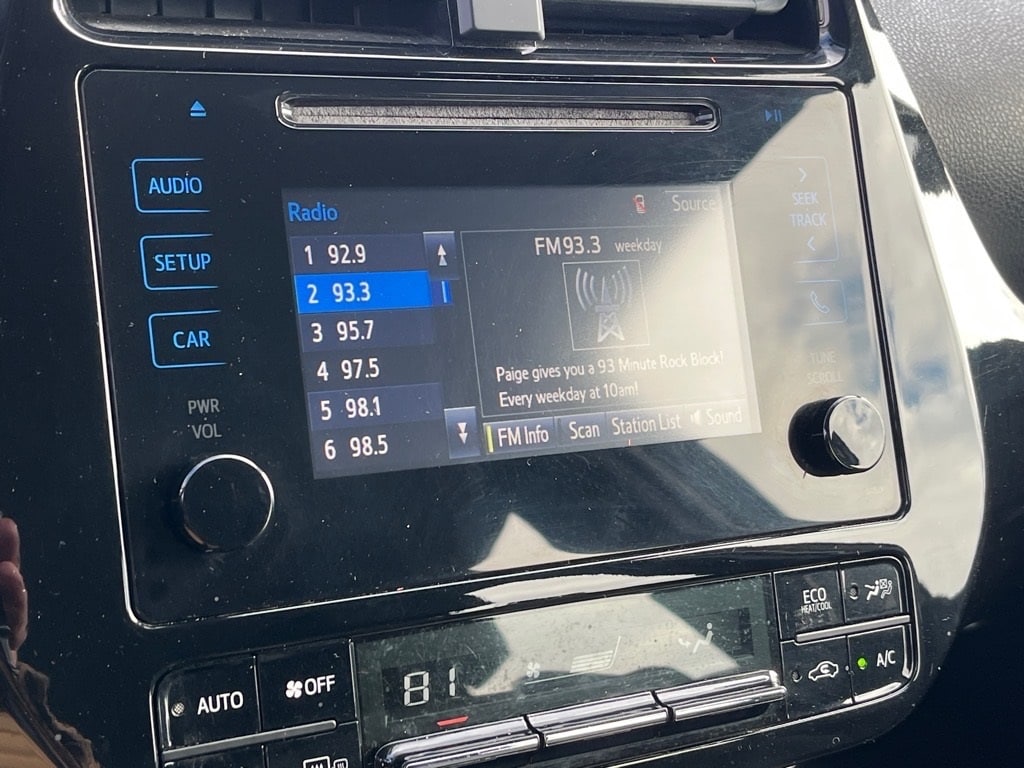 AUDIO
SETUP
CAR
PWR
VOL
Radio
Source
1 92.9
2 93.3
3 95.7
4 97.5
5 98.1
6 98.5
FM93.3 weekday
Paige gives you a 93 Minute Rock Block!
Every weekday at 10am!
FM Info Scan Station List Sound
SEEK
TRACK
TUNE
SCROLL
AUTO
OFF
81
ECO
HEAT/COOL
A/C